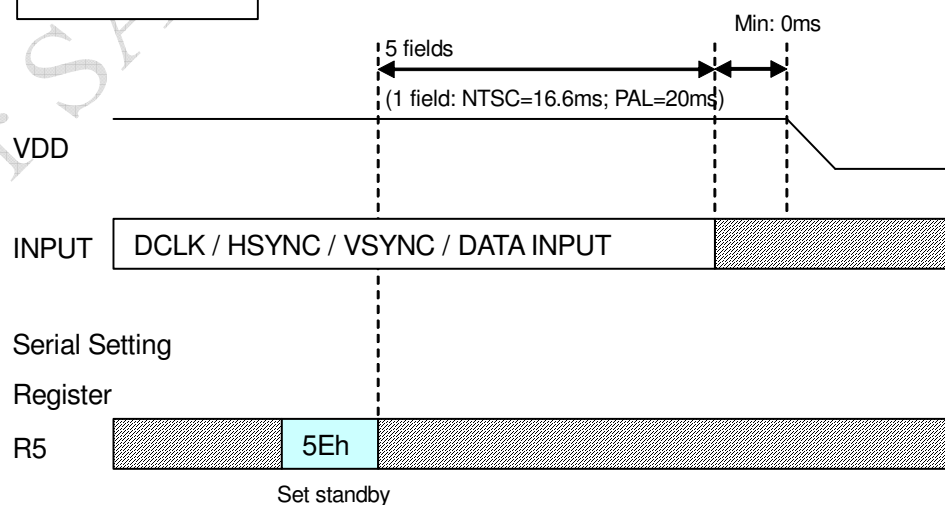 Min: 0ms
5 fields
(1 field: NTSC=16.6ms; PAL=20ms)
VDD
INPUT DCLK / HSYNC / VSYNC / DATA INPUT
Serial Setting
Register
R5 5Eh
Set standby